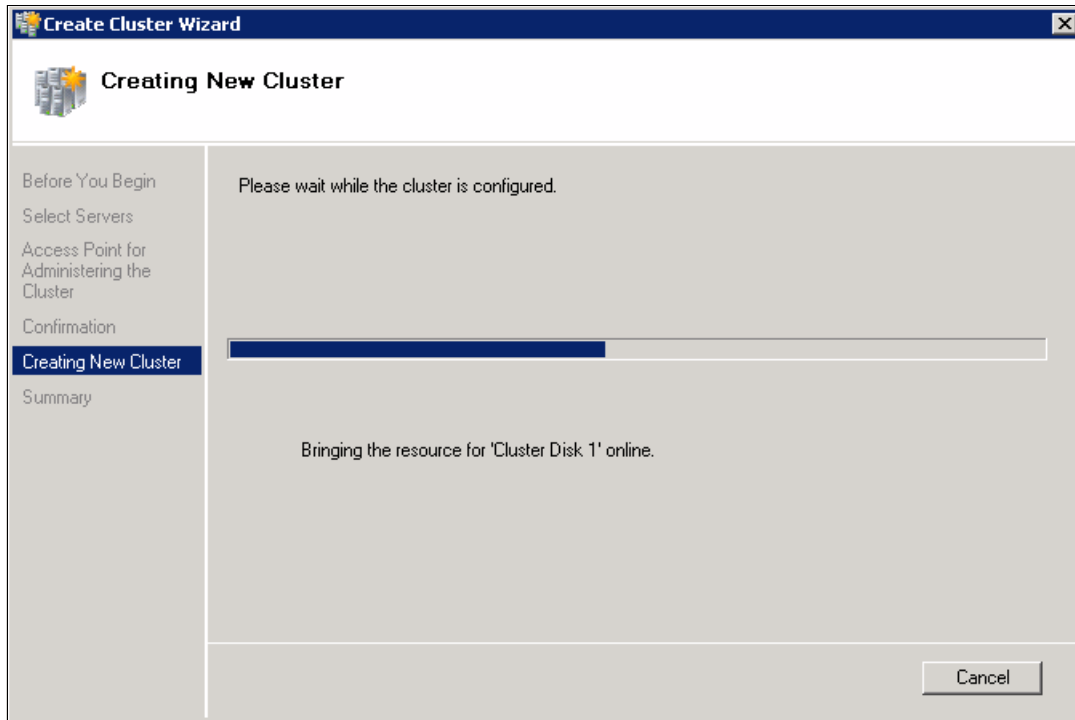 Create Cluster Wizard
Creating New Cluster
Before You Begin
Select Servers
Access Point for
Administering the
Cluster
Confirmation
Creating New Cluster
Summary
Please wait while the cluster is configured.
Bringing the resource for 'Cluster Disk 1' online.
Cancel